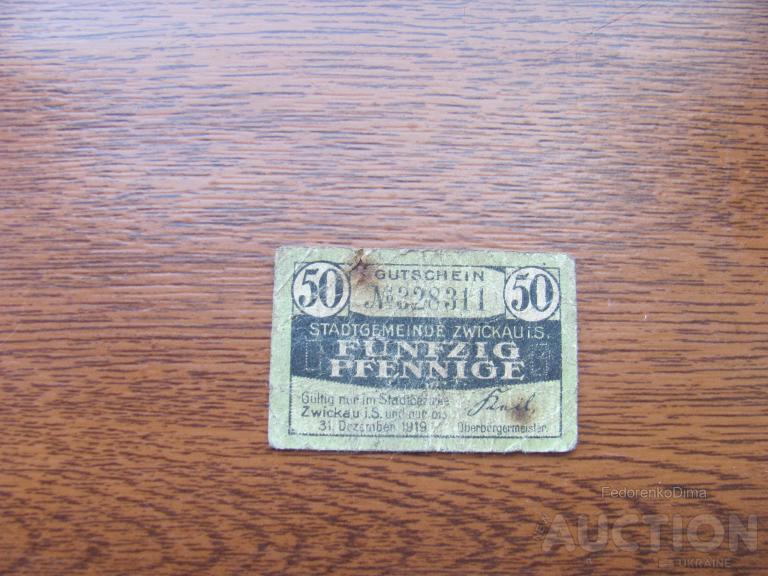 GUTSCHEIN
50 № 328311 50
STADTGEMEINDE ZWICKAU i.S.
FÜNFZIG
PFENNIGE
Gültig nur im Stadtbezirke
Zwickau i.S. und nur bis
31. Dezember 1919
Oberbürgermeister.
FedorenkoDima
AUCTION
UKRAINE